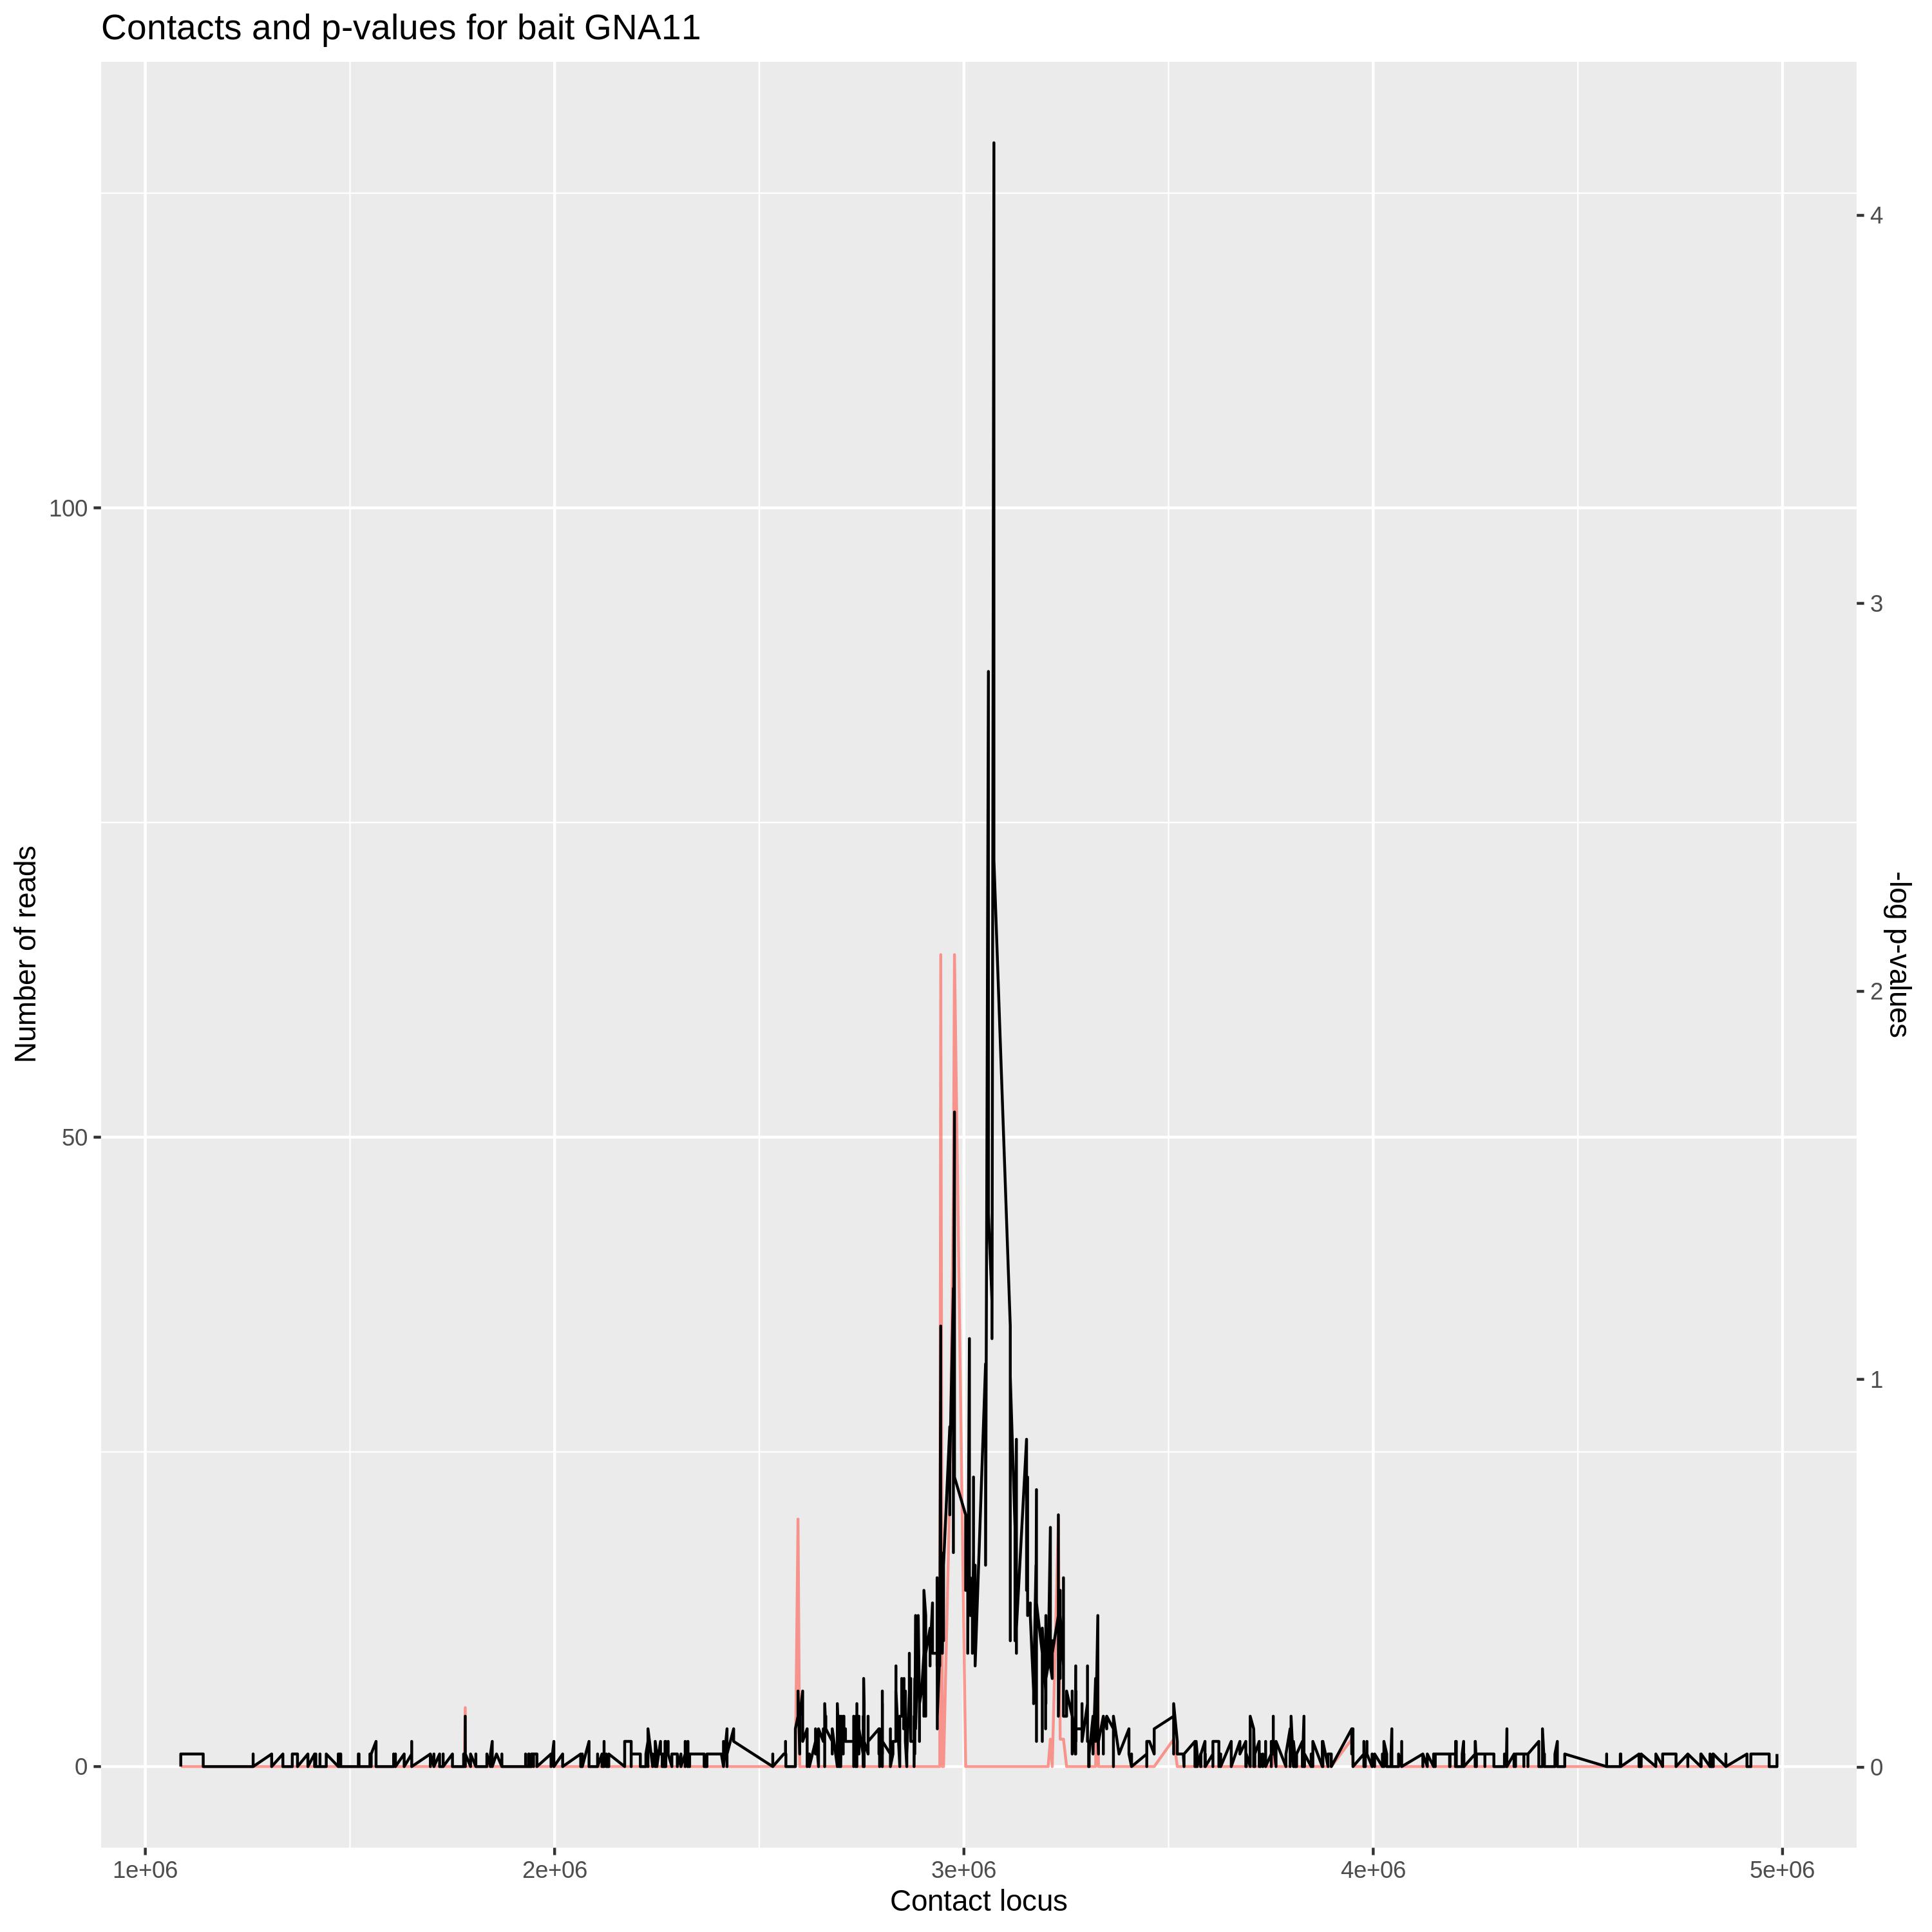 Contacts and p-values for bait GNA11
Number of reads
100
50
0
4
3
2
1
0
-log p-values
1e+06
2e+06
3e+06
4e+06
5e+06
Contact locus